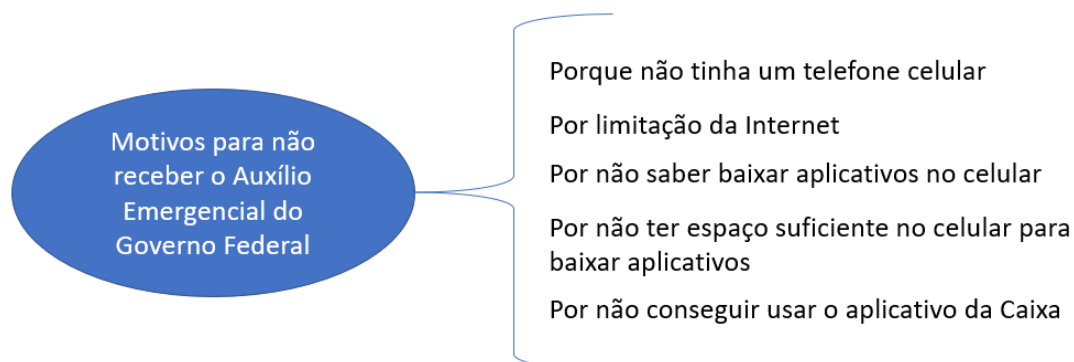 Motivos para não
receber o Auxílio
Emergencial do
Governo Federal
Porque não tinha um telefone celular
Por limitação da Internet
Por não saber baixar aplicativos no celular
Por não ter espaço suficiente no celular para
baixar aplicativos
Por não conseguir usar o aplicativo da Caixa